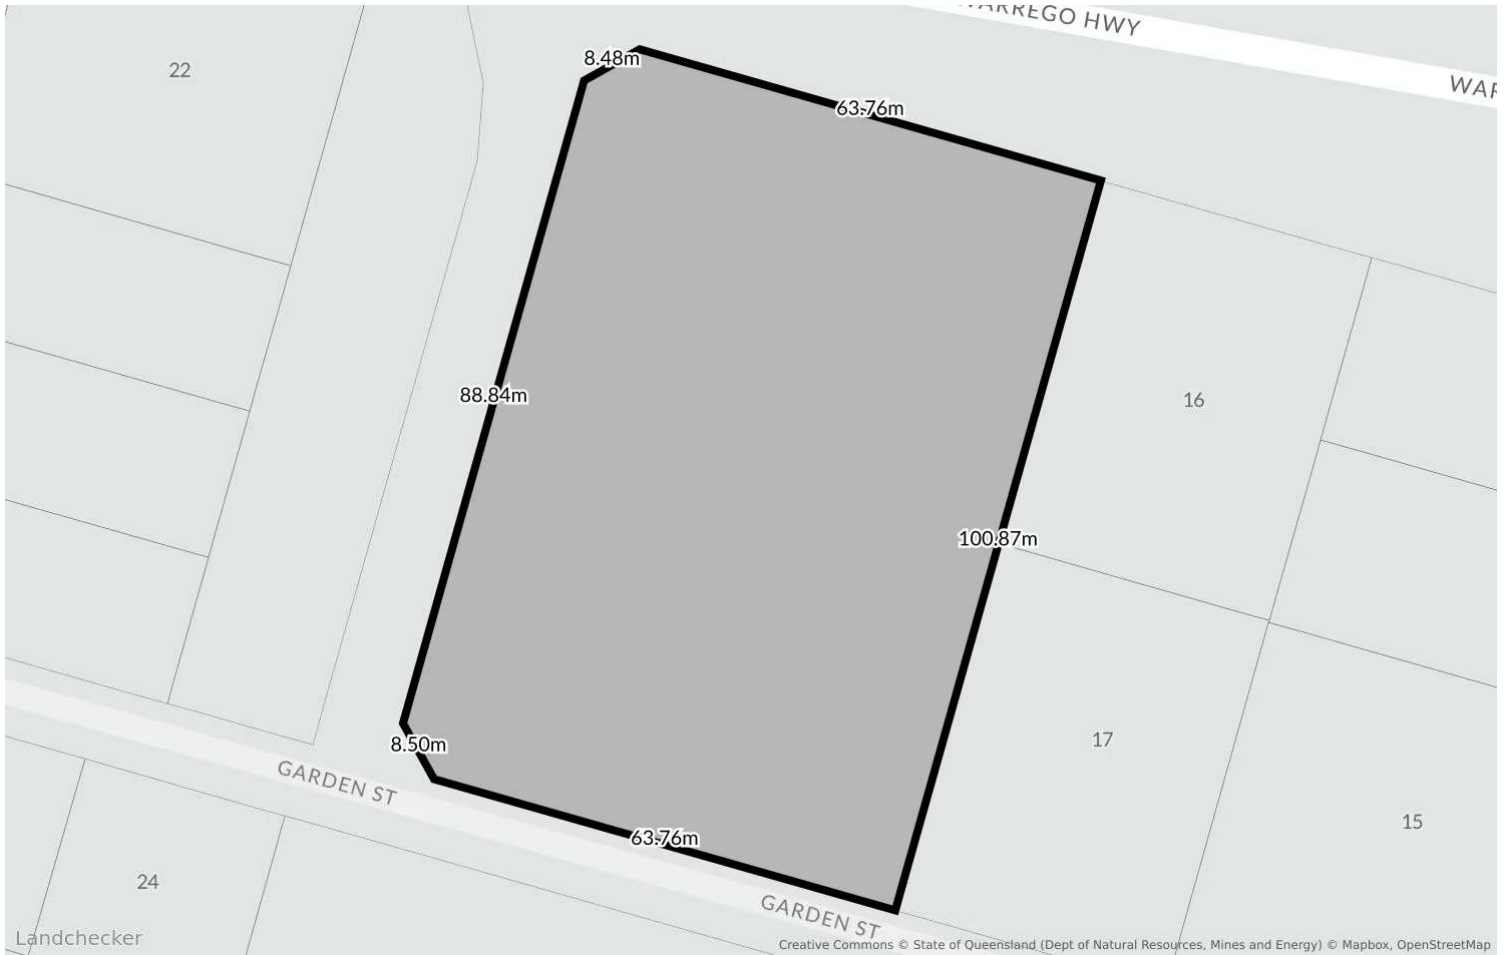 WARREGO HWY
22
8.48m
63.76m
88.84m
16
100.87m
17
8.50m
GARDEN ST
63.76m
15
24
GARDEN ST
Landchecker
Creative Commons © State of Queensland (Dept of Natural Resources, Mines and Energy) © Mapbox, OpenStreetMap